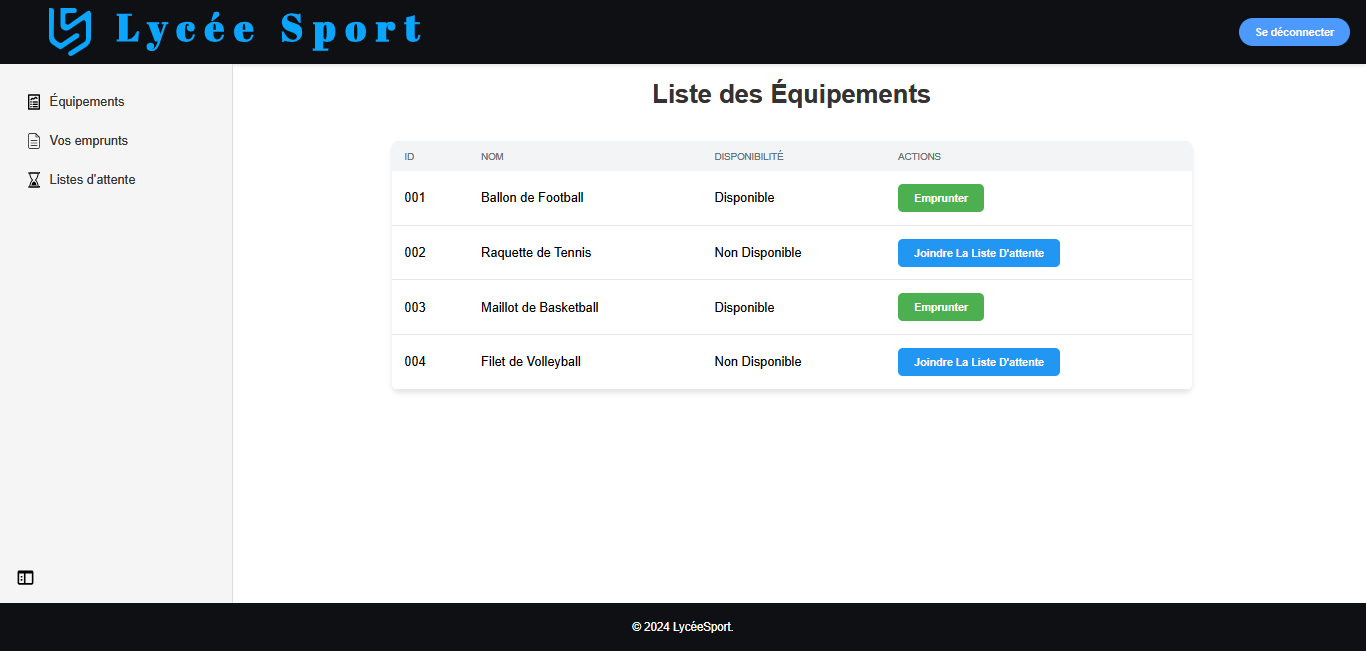 Lycée Sport
Se déconnecter
Équipements
Vos emprunts
Listes d'attente
Liste des Équipements
ID NOM DISPONIBILITÉ ACTIONS
001 Ballon de Football Disponible Emprunter
002 Raquette de Tennis Non Disponible Joindre La Liste D'attente
003 Maillot de Basketball Disponible Emprunter
004 Filet de Volleyball Non Disponible Joindre La Liste D'attente
© 2024 LycéeSport.